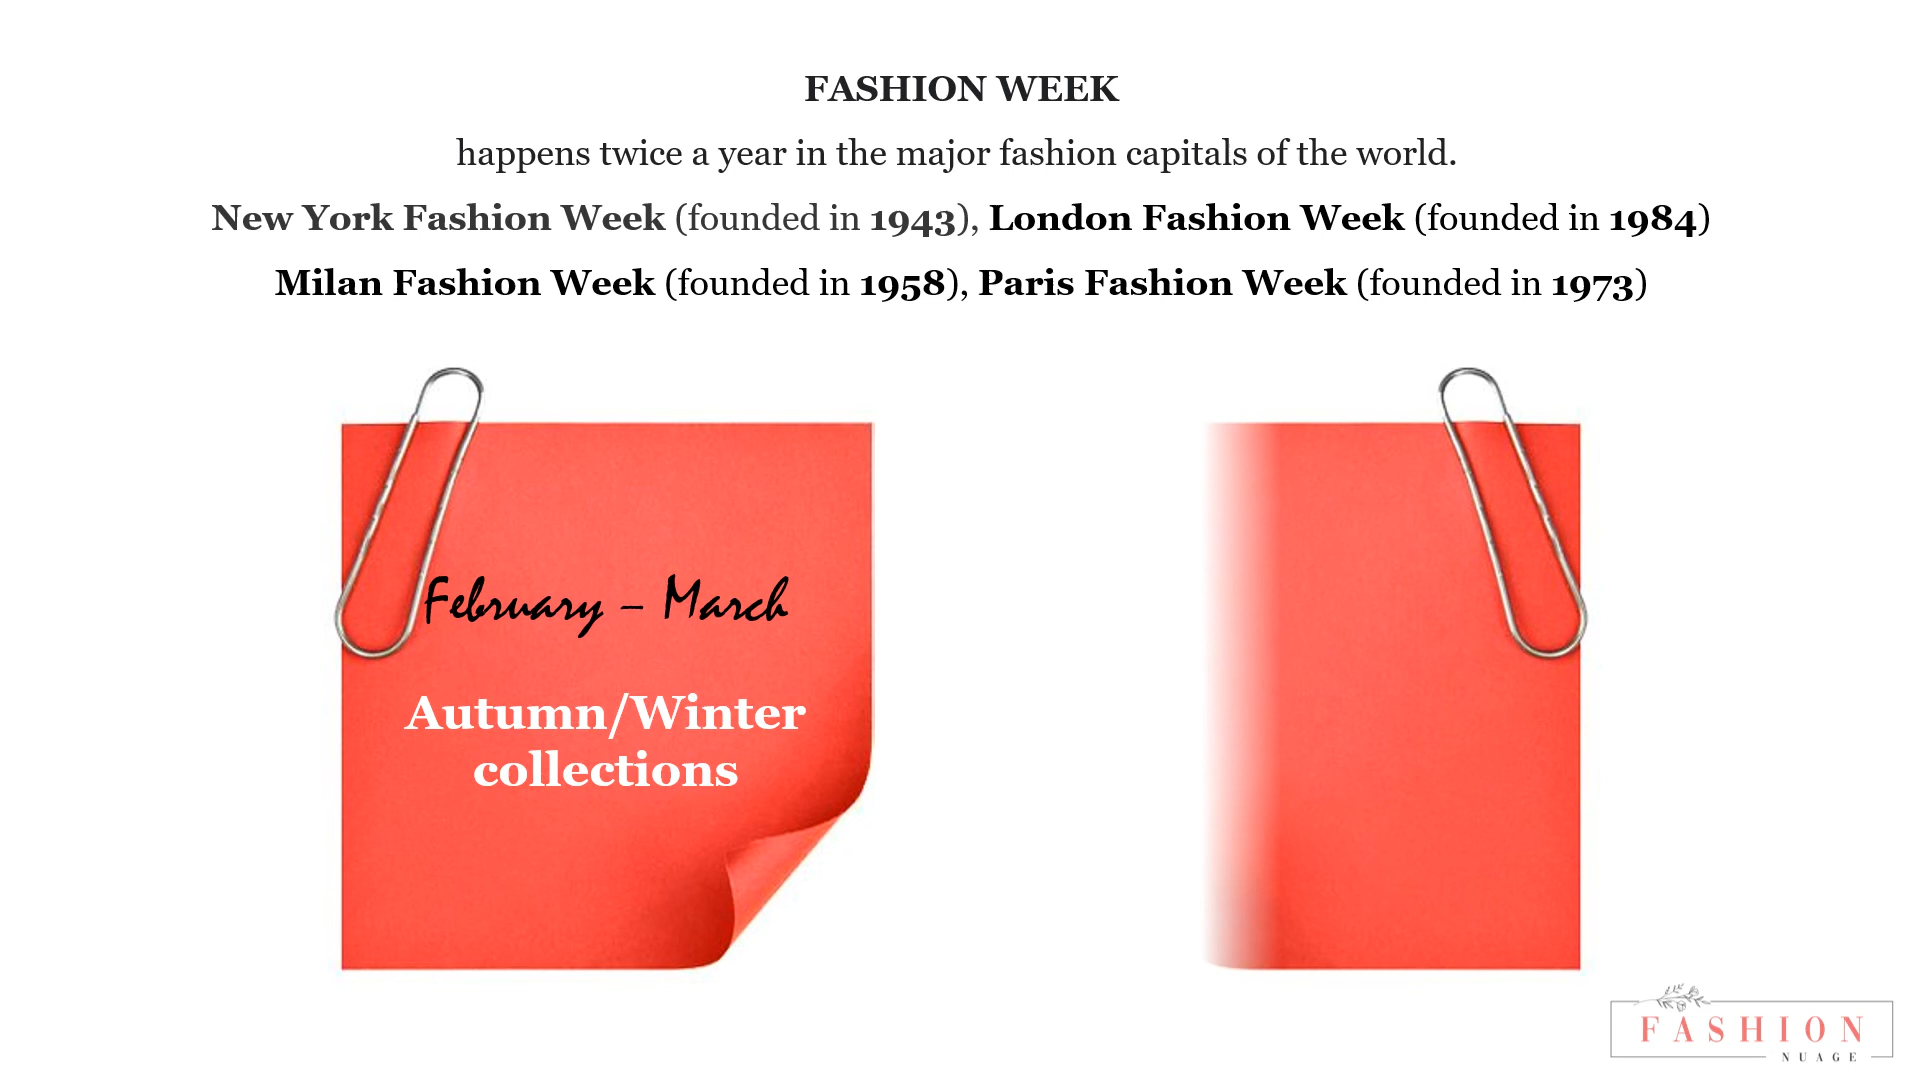 FASHION WEEK
happens twice a year in the major fashion capitals of the world.
New York Fashion Week (founded in 1943), London Fashion Week (founded in 1984)
Milan Fashion Week (founded in 1958), Paris Fashion Week (founded in 1973)
February – March
Autumn/Winter
collections
FASHION
NUAGE